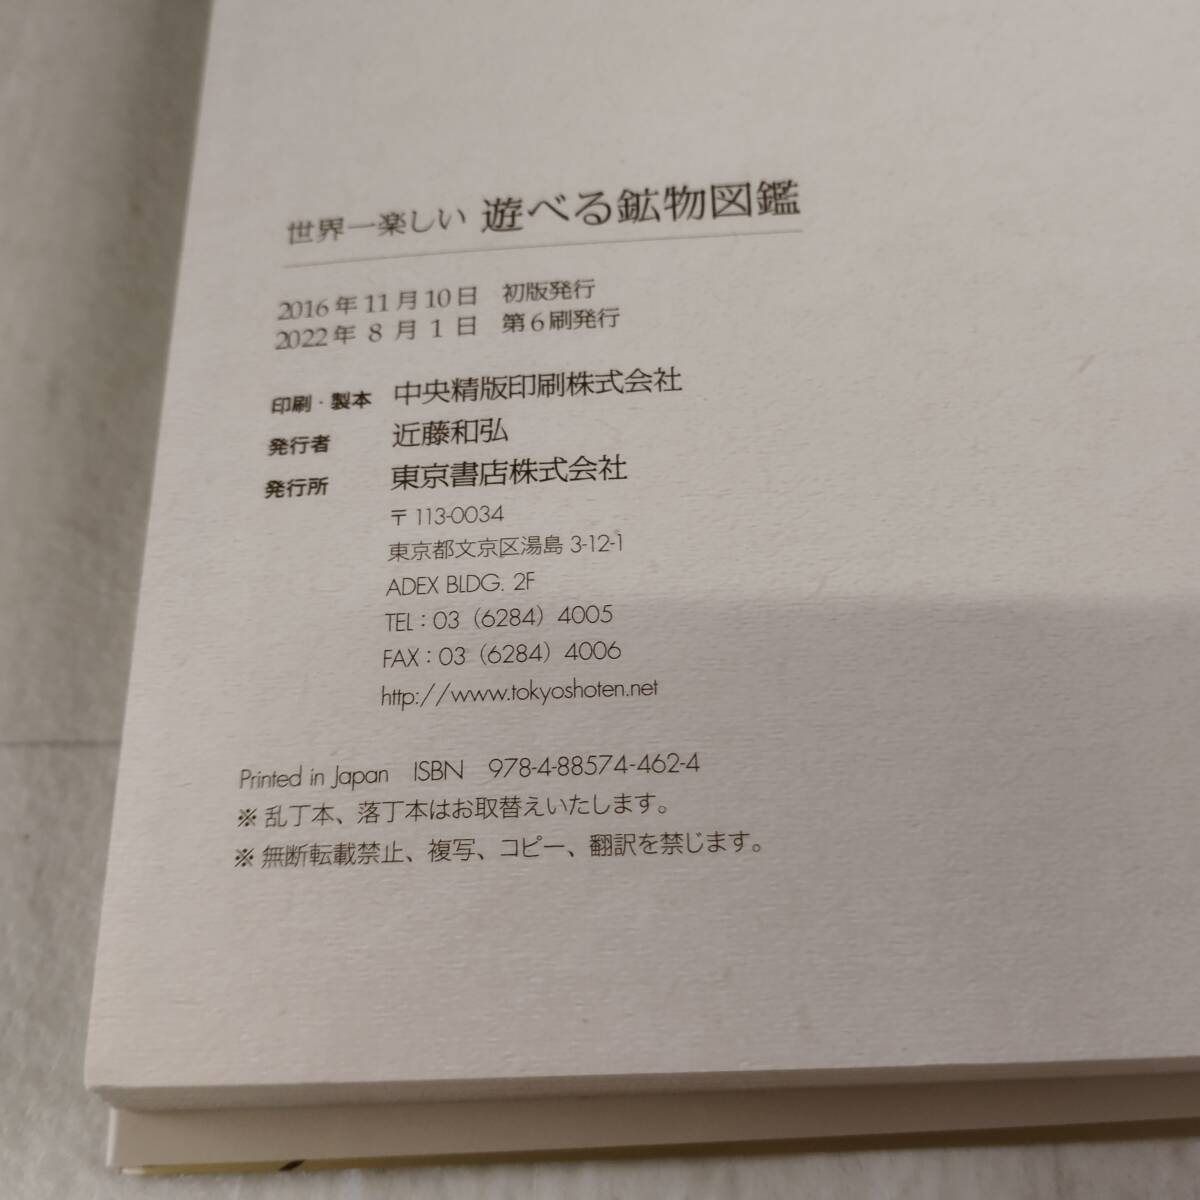 世界一楽しい 遊べる鉱物図鑑
2016年11月10日 初版発行
2022年 8月 1日 第6刷発行
印刷・製本 中央精版印刷株式会社
発行者 近藤和弘
発行所 東京書店株式会社
〒113-0034
東京都文京区湯島 3-12-1
ADEX BLDG. 2F
TEL：03（6284）4005
FAX：03（6284）4006
http://www.tokyoshoten.net
Printed in Japan ISBN 978-4-88574-462-4
※乱丁本、落丁本はお取替えいたします。
※無断転載禁止、複写、コピー、翻訳を禁じます。